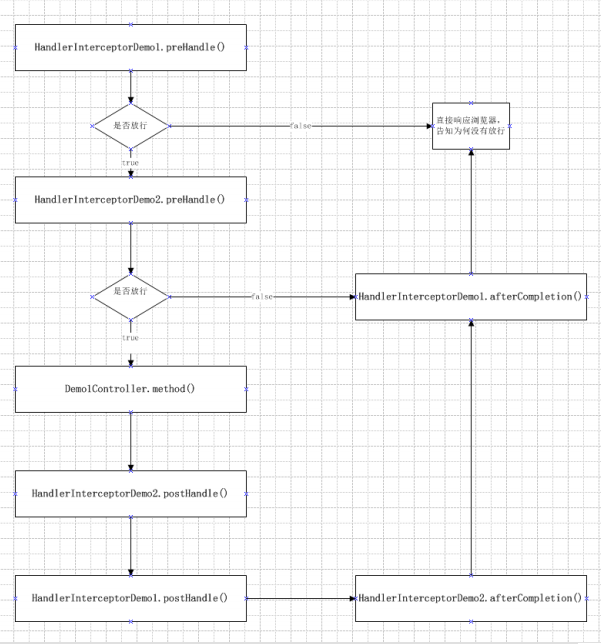 HandlerInterceptorDemo1.preHandle()
是否放行
false
直接响应浏览器，
告知为何没有放行
true
HandlerInterceptorDemo2.preHandle()
是否放行
false
HandlerInterceptorDemo1.afterCompletion()
true
Demo1Controller.method()
HandlerInterceptorDemo2.postHandle()
HandlerInterceptorDemo1.postHandle()
HandlerInterceptorDemo2.afterCompletion()